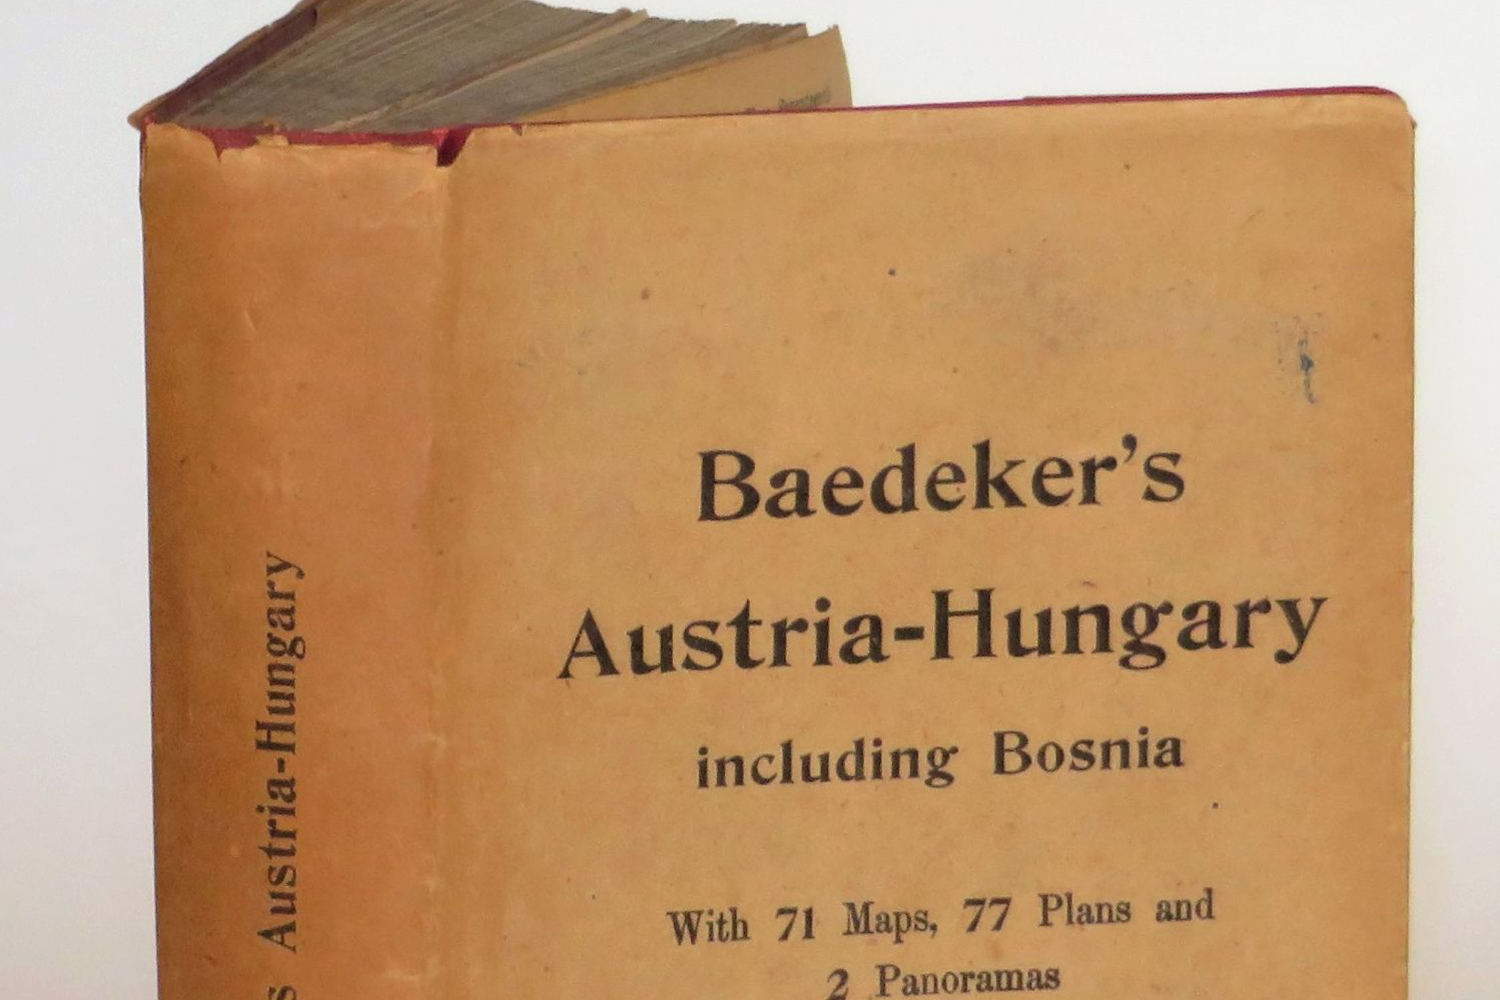 Baedeker's
Austria-Hungary
including Bosnia
With 71 Maps, 77 Plans and
2 Panoramas
Austria-Hungary